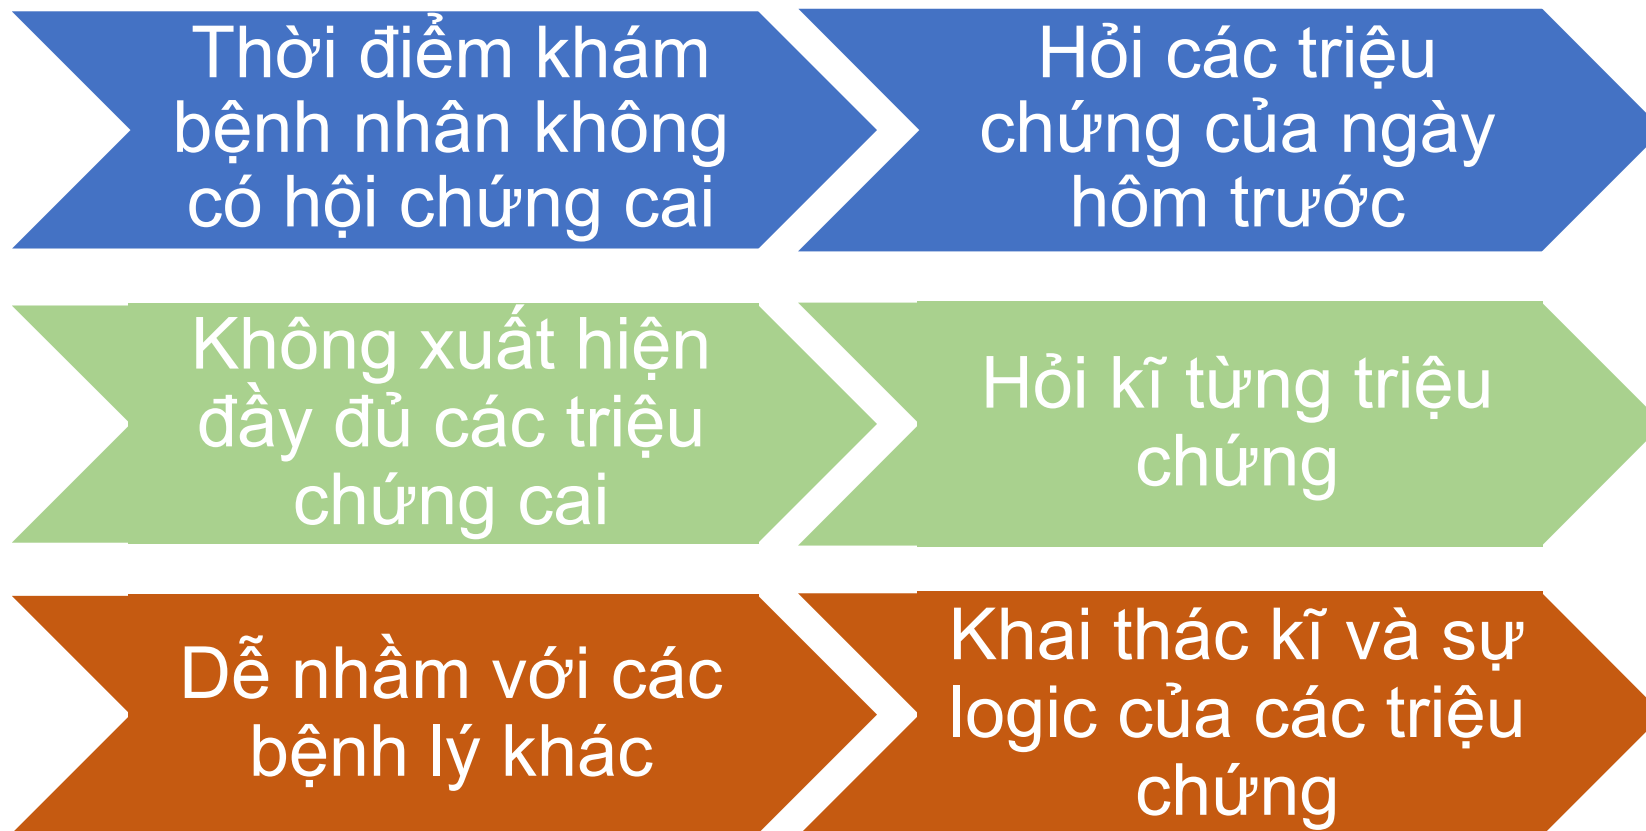 Thời điểm khám
bệnh nhân không
có hội chứng cai
Hỏi các triệu
chứng của ngày
hôm trước
Không xuất hiện
đầy đủ các triệu
chứng cai
Hỏi kĩ từng triệu
chứng
Dễ nhầm với các
bệnh lý khác
Khai thác kĩ và sự
logic của các triệu
chứng